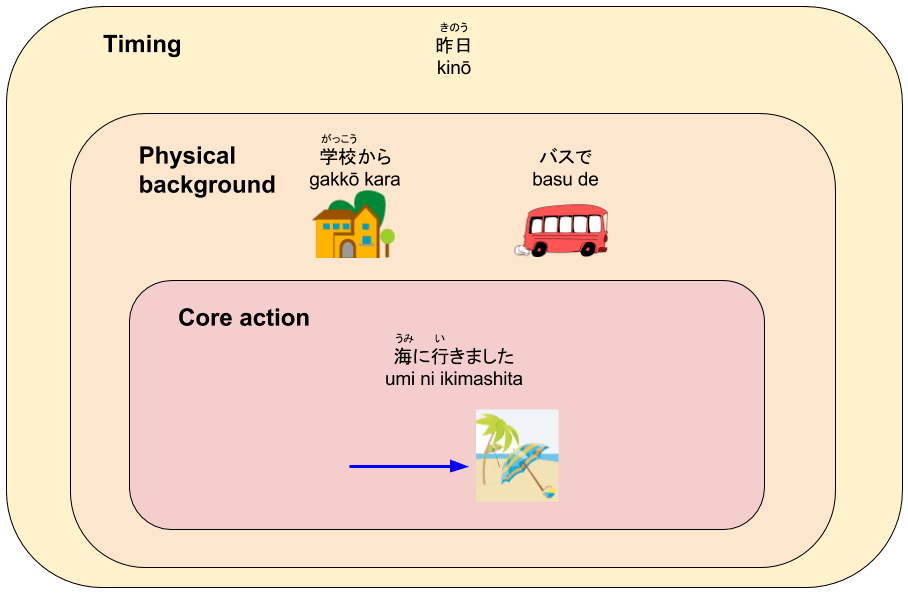 Timing
きのう
昨日
kinō
Physical
background
がっこう
学校から
gakkō kara
バスで
basu de
Core action
うみ い
海に行きました
umi ni ikimashita